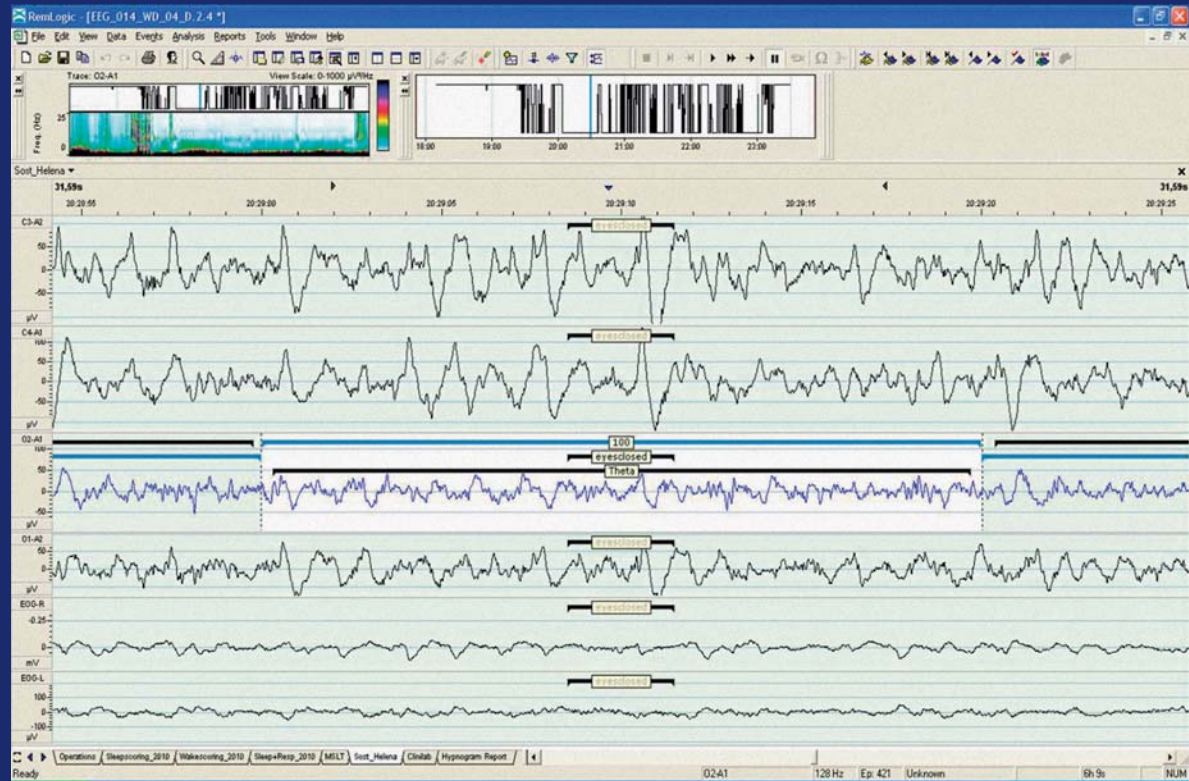 RemLogic - [EEG_014_WD_04_D.2.4 *]
File Edit View Data Events Analysis Reports Tools Window Help
Trace: O2-A1 View Scale: 0-1000 µV²/Hz
25
Freq. (Hz)
0
18:00 19:00 20:00 21:00 22:00 23:00
Sost_Helena
31,59s 31,59s
20:28:55 20:29:00 20:29:05 20:29:10 20:29:15 20:29:20 20:29:25
C3-A2
eyesclosed
50
0
-50
µV
C4-A1
eyesclosed
100
50
0
-50
µV
O2-A1
100
100
eyesclosed
50
Theta
0
-50
µV
O1-A2
eyesclosed
50
0
µV
EOG-R
eyesclosed
-0.25
0
mV
EOG-L
eyesclosed
100
0
-100
µV
Operations Sleepscoring_2010 Wakescoring_2010 Sleep+Resp_2010 MSLT Sost_Helena Clinilab Hypnogram Report
Ready O2-A1 128 Hz Ep: 421 Unknown 6h 9s NUM